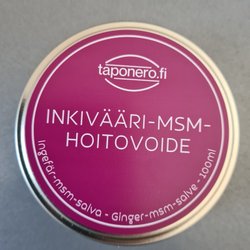 taponero.fi
INKIVÄÄRI-MSM-
HOITOVOIDE
Ingefär-msm-salva - Ginger-msm-salve - 100ml